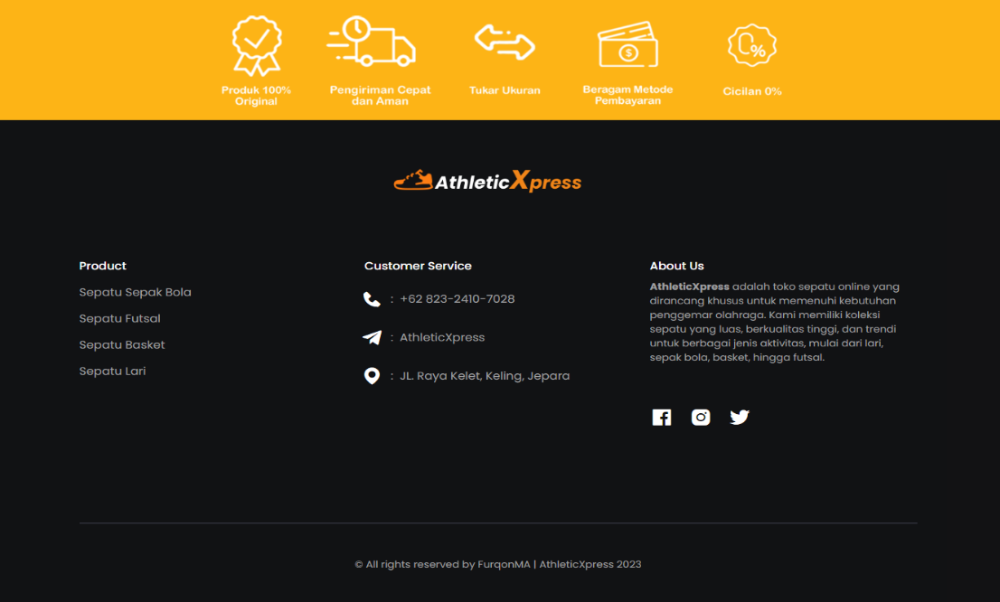 Produk 100%
Original
Pengiriman Cepat
dan Aman
Tukar Ukuran
Beragam Metode
Pembayaran
Cicilan 0%
AthleticXpress
Product
Sepatu Sepak Bola
Sepatu Futsal
Sepatu Basket
Sepatu Lari
Customer Service
: +62 823-2410-7028
: AthleticXpress
: JL. Raya Kelet, Keling, Jepara
About Us
AthleticXpress adalah toko sepatu online yang
dirancang khusus untuk memenuhi kebutuhan
penggemar olahraga. Kami memiliki koleksi
sepatu yang luas, berkualitas tinggi, dan trendi
untuk berbagai jenis aktivitas, mulai dari lari,
sepak bola, basket, hingga futsal.
© All rights reserved by FurqonMA | AthleticXpress 2023